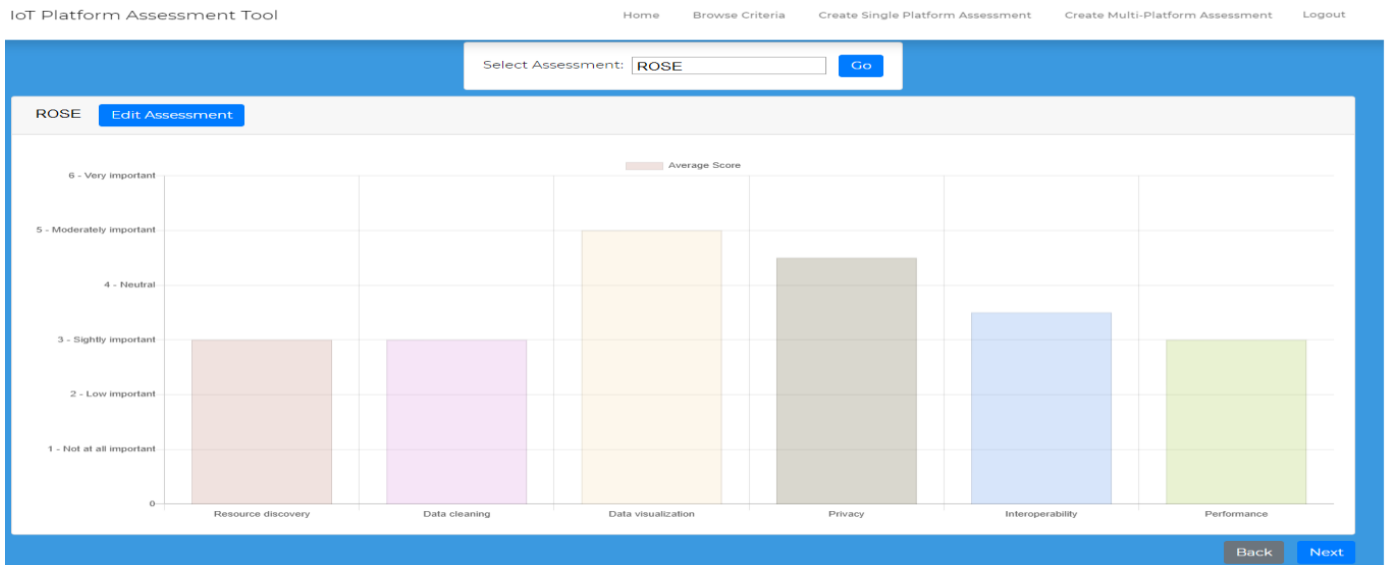 IoT Platform Assessment Tool Home Browse Criteria Create Single Platform Assessment Create Multi-Platform Assessment Logout
Select Assessment: ROSE Go
ROSE Edit Assessment
Average Score
6 - Very important
5 - Moderately important
4 - Neutral
3 - Sightly important
2 - Low important
1 - Not at all important
0
Resource discovery Data cleaning Data visualization Privacy Interoperability Performance
Back Next